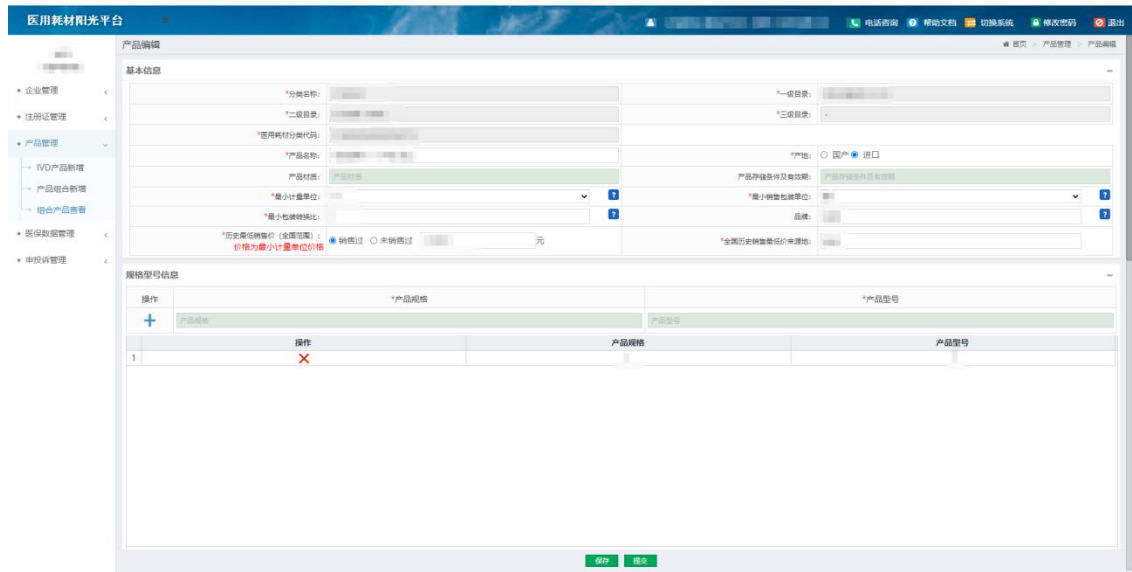 医用耗材阳光平台
电话咨询 帮助文档 切换系统 修改密码 退出
产品编辑
首页 > 产品管理 > 产品编辑
企业管理
注册证管理
产品管理
IVD产品新增
产品组合新增
组合产品查看
医保数据管理
申投诉管理
基本信息
*分类名称:
*一级目录:
*二级目录:
*三级目录: -
*医用耗材分类代码:
*产品名称:
*产地: 国产 进口
产品材质: 产品材质
产品存储条件及有效期: 产品存储条件及有效期
*最小计量单位: ?
*最小销售包装单位: ?
*最小包装转换比: ?
品牌: ?
*历史最低销售价（全国范围）: 销售过 未销售过 元
价格为最小计量单位价格
*全国历史销售最低价来源地:
规格型号信息
操作 *产品规格 *产品型号
产品规格 产品型号
操作 产品规格 产品型号
1
保存 提交